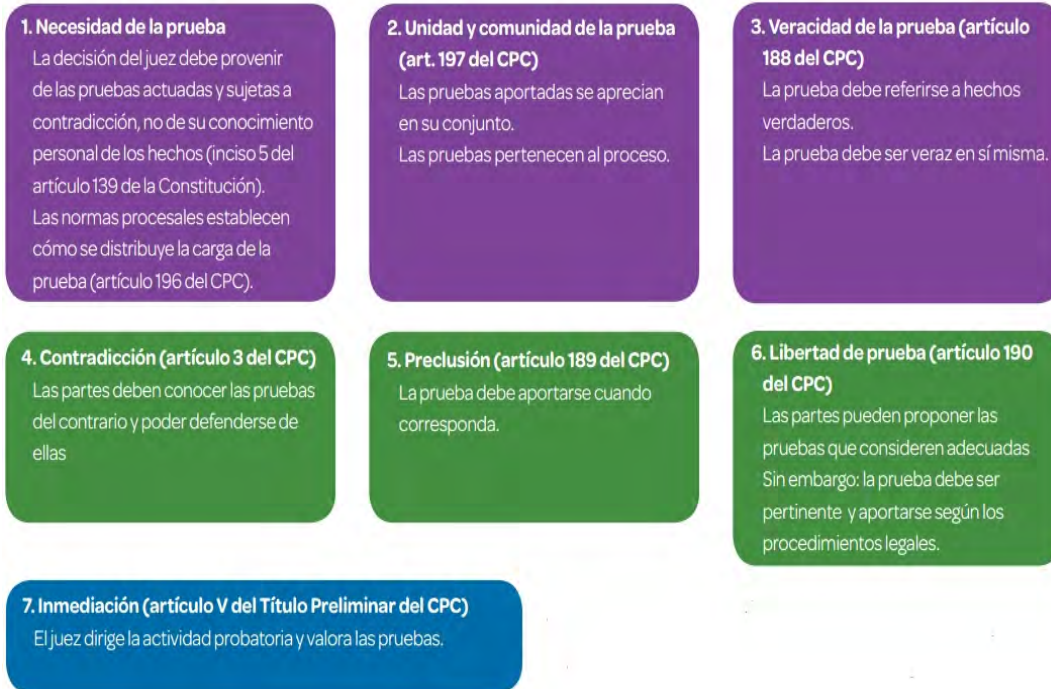 1. Necesidad de la prueba
La decisión del juez debe provenir
de las pruebas actuadas y sujetas a
contradicción, no de su conocimiento
personal de los hechos (inciso 5 del
artículo 139 de la Constitución).
Las normas procesales establecen
cómo se distribuye la carga de la
prueba (artículo 196 del CPC).
2. Unidad y comunidad de la prueba
(art. 197 del CPC)
Las pruebas aportadas se aprecian
en su conjunto.
Las pruebas pertenecen al proceso.
3. Veracidad de la prueba (artículo
188 del CPC)
La prueba debe referirse a hechos
verdaderos.
La prueba debe ser veraz en sí misma.
4. Contradicción (artículo 3 del CPC)
Las partes deben conocer las pruebas
del contrario y poder defenderse de
ellas
5. Preclusión (artículo 189 del CPC)
La prueba debe aportarse cuando
corresponda.
6. Libertad de prueba (artículo 190
del CPC)
Las partes pueden proponer las
pruebas que consideren adecuadas
Sin embargo: la prueba debe ser
pertinente y aportarse según los
procedimientos legales.
7. Inmediación (artículo V del Título Preliminar del CPC)
El juez dirige la actividad probatoria y valora las pruebas.